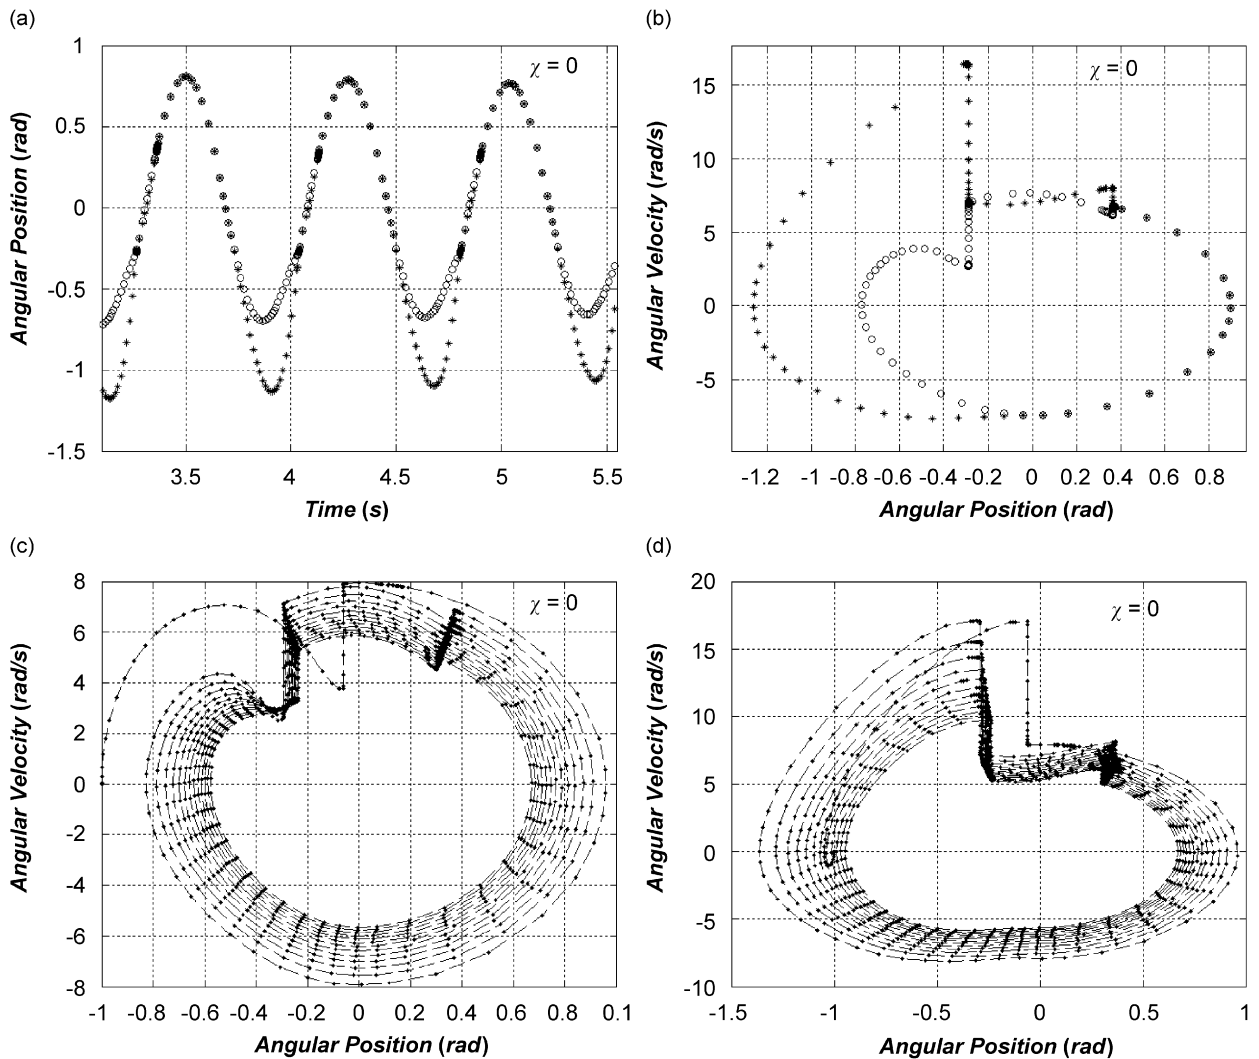 (a)
χ = 0
1
0.5
0
-0.5
-1
-1.5
3.5 4 4.5 5 5.5
Angular Position (rad)
Time (s)
(b)
χ = 0
15
10
5
0
-5
-1.2 -1 -0.8 -0.6 -0.4 -0.2 0 0.2 0.4 0.6 0.8
Angular Velocity (rad/s)
Angular Position (rad)
(c)
χ = 0
8
6
4
2
0
-2
-4
-6
-8
-1 -0.8 -0.6 -0.4 -0.2 0 0.2 0.4 0.6 0.8 0.1
Angular Velocity (rad/s)
Angular Position (rad)
(d)
χ = 0
20
15
10
5
0
-5
-10
-1.5 -1 -0.5 0 0.5 1
Angular Velocity (rad/s)
Angular Position (rad)